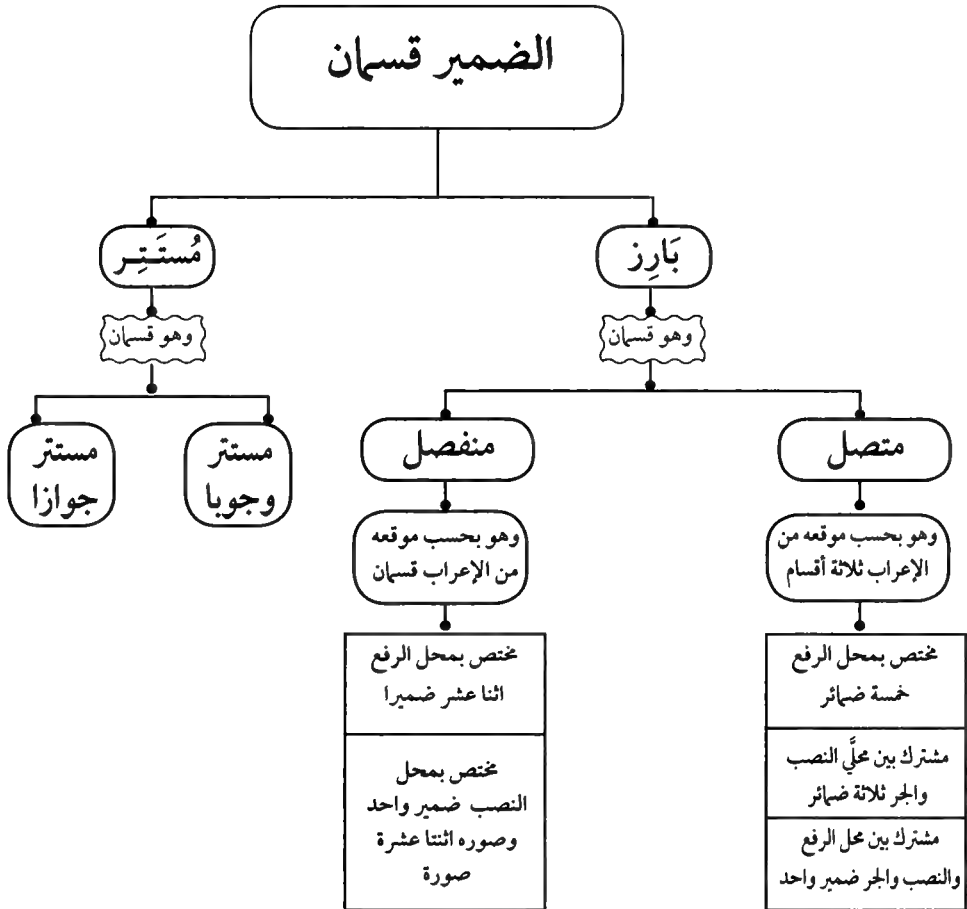 الضمير قسمان
بَارِز
مُستَـتِـر
وهو قسمان
وهو قسمان
متصل
منفصل
مستتر
وجوبا
مستتر
جوازا
وهو بحسب موقعه من
الإعراب ثلاثة أقسام
وهو بحسب موقعه
من الإعراب قسمان
مختص بمحل الرفع
خمسة ضمائر
مشترك بين محلَّي النصب
والجر ثلاثة ضمائر
مشترك بين محل الرفع
والنصب والجر ضمير واحد
مختص بمحل الرفع
اثنا عشر ضميرا
مختص بمحل
النصب ضمير واحد
وصوره اثنتا عشرة
صورة